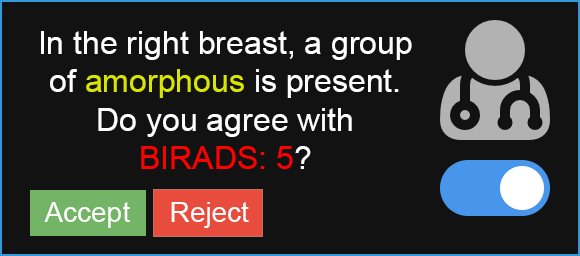 In the right breast, a group
of amorphous is present.
Do you agree with
BIRADS: 5?
Accept Reject